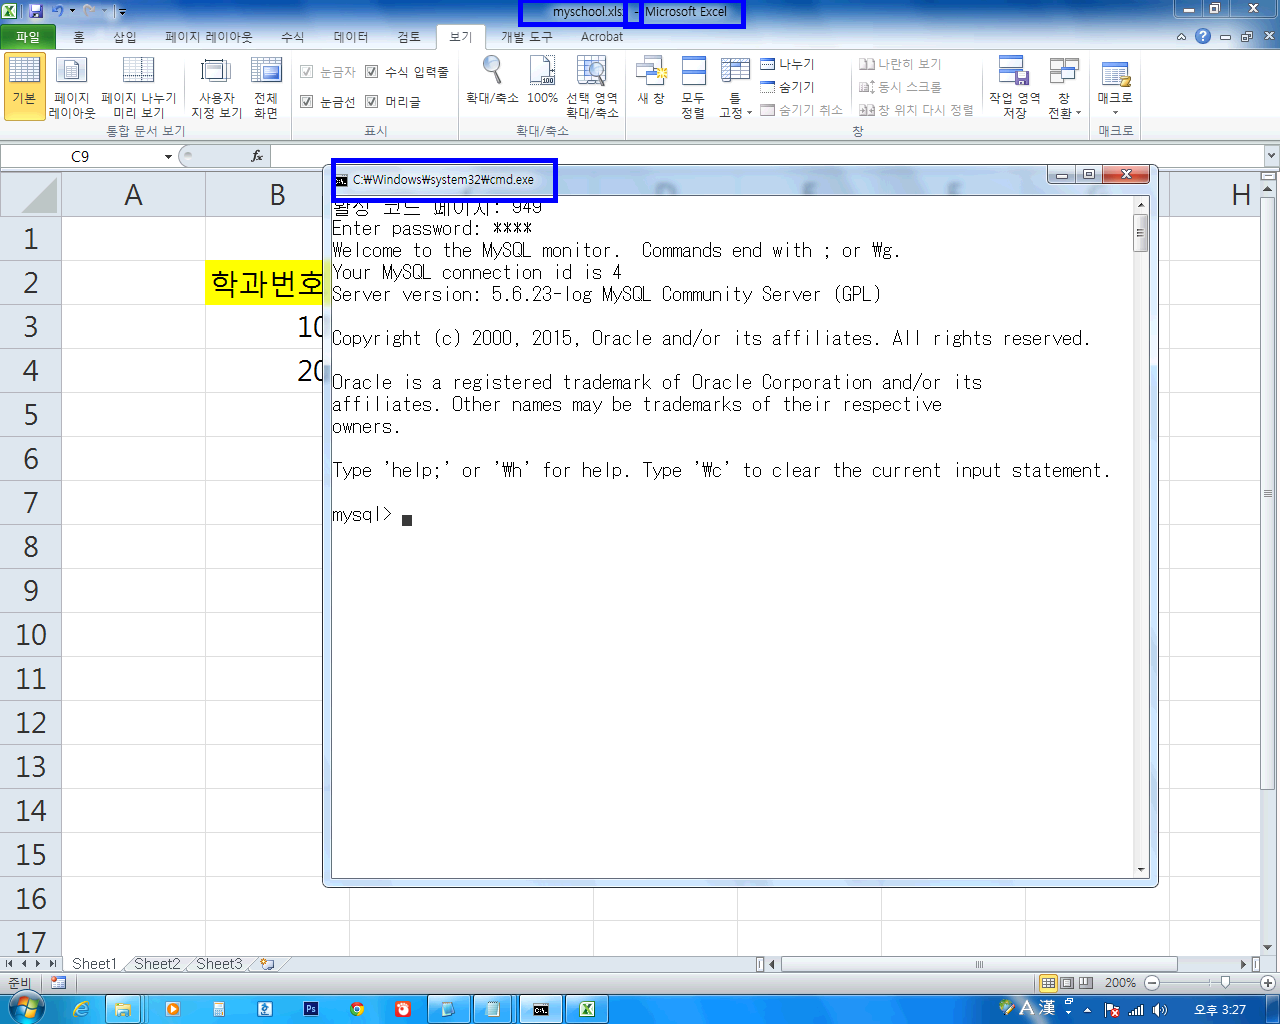 myschool.xls - Microsoft Excel
파일 홈 삽입 페이지 레이아웃 수식 데이터 검토 보기 개발 도구 Acrobat
기본
페이지 레이아웃
페이지 나누기 미리 보기
사용자 지정 보기
전체 화면
통합 문서 보기
눈금자
수식 입력줄
눈금선
머리글
표시
확대/축소
100%
선택 영역 확대/축소
확대/축소
새 창
모두 정렬
틀 고정
나누기
숨기기
숨기기 취소
나란히 보기
동시 스크롤
창 위치 다시 정렬
작업 영역 저장
창 전환
창
매크로
매크로
C9
fx
A B H
1
2 학과번호
3 10
4 20
5
6
7
8
9
10
11
12
13
14
15
16
17
C:\Windows\system32\cmd.exe
활성 코드 페이지: 949
Enter password: ****
Welcome to the MySQL monitor.  Commands end with ; or \g.
Your MySQL connection id is 4
Server version: 5.6.23-log MySQL Community Server (GPL)
Copyright (c) 2000, 2015, Oracle and/or its affiliates. All rights reserved.
Oracle is a registered trademark of Oracle Corporation and/or its
affiliates. Other names may be trademarks of their respective
owners.
Type 'help;' or '\h' for help. Type '\c' to clear the current input statement.
mysql>
Sheet1 Sheet2 Sheet3
준비
200%
Ps
A 漢
오후 3:27